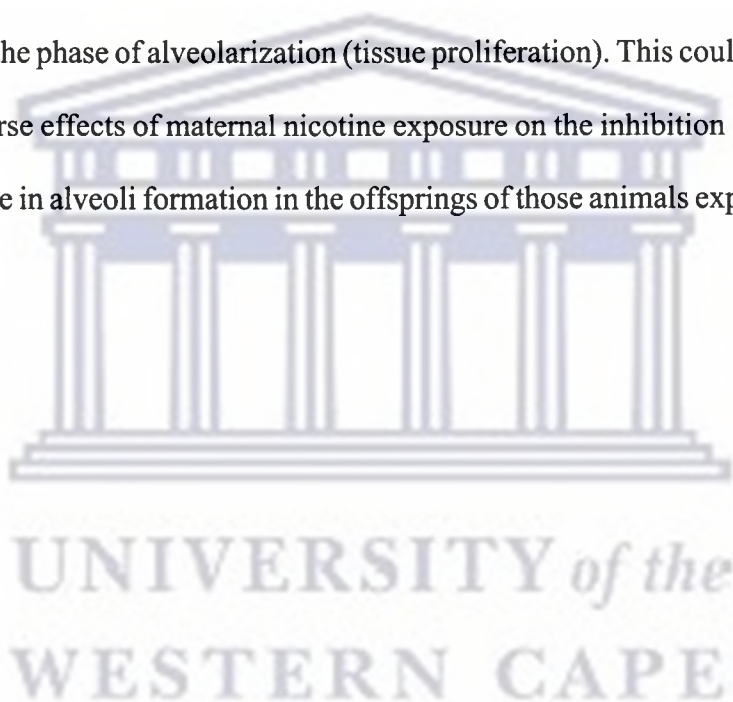 he phase of alveolarization (tissue proliferation). This coul
rse effects of maternal nicotine exposure on the inhibition
e in alveoli formation in the offsprings of those animals exp
UNIVERSITY of the
WESTERN CAPE